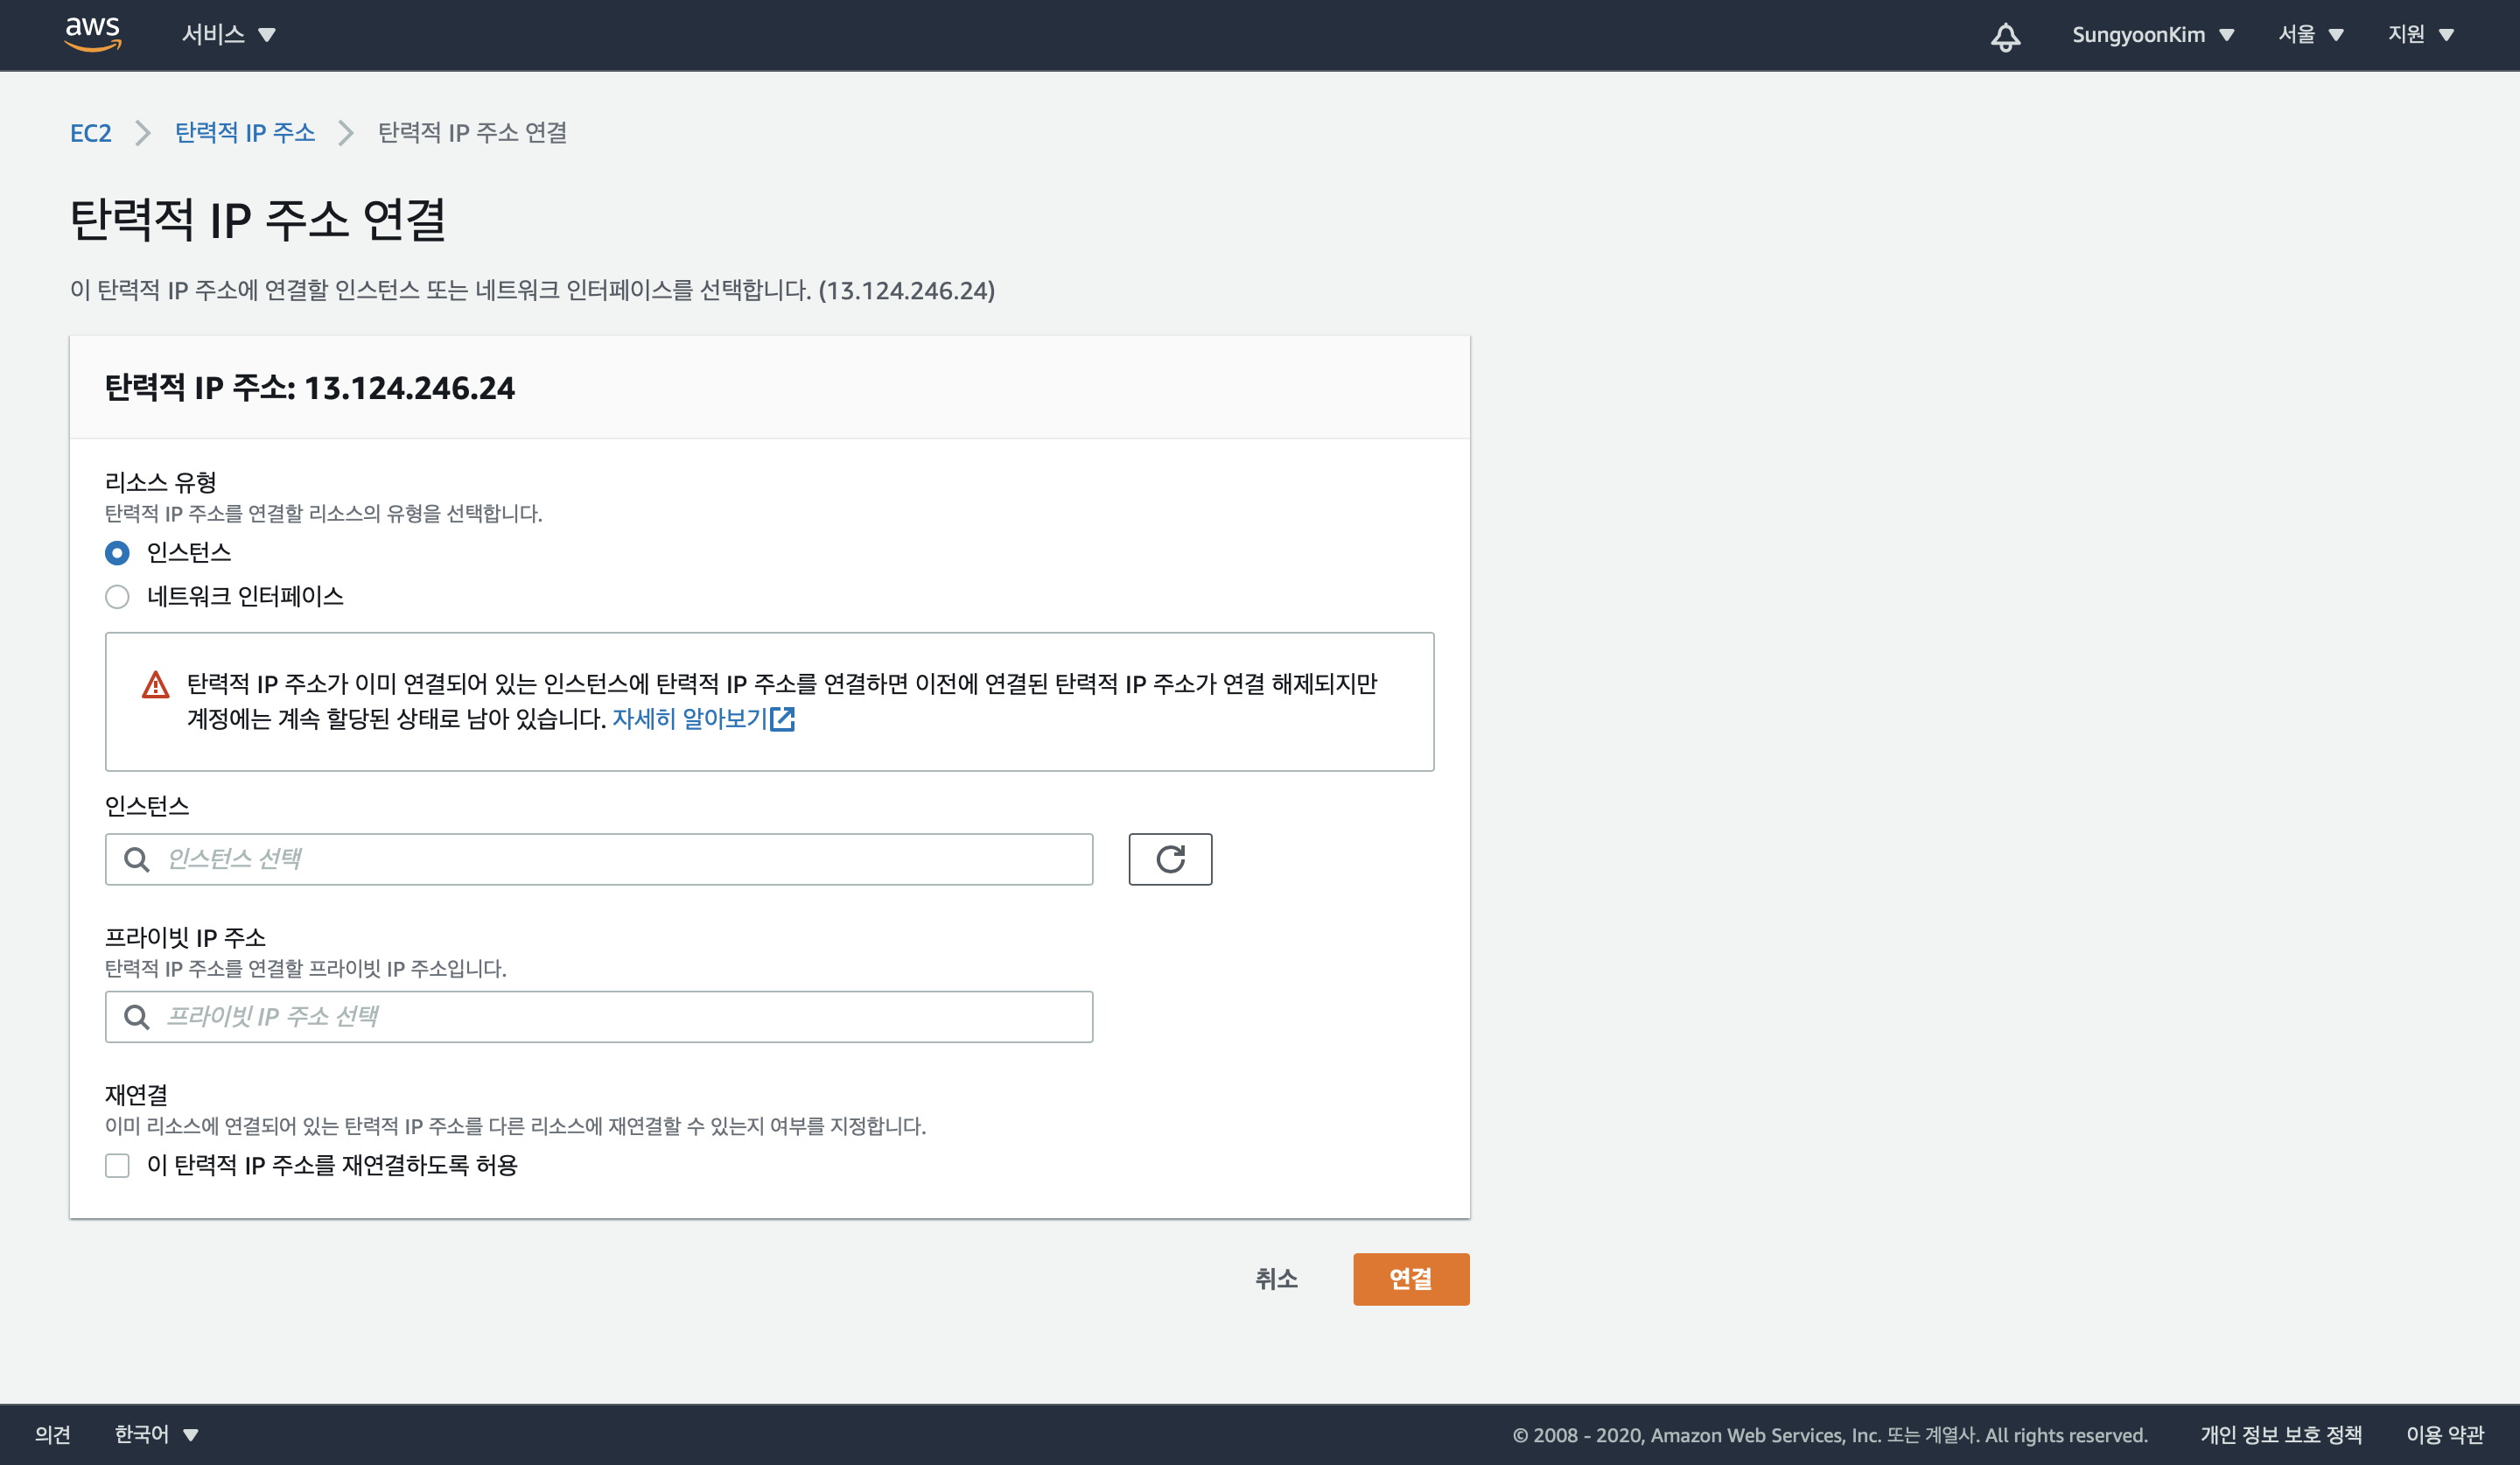 aws 서비스 SungyoonKim 서울 지원
EC2 탄력적 IP 주소 탄력적 IP 주소 연결
탄력적 IP 주소 연결
이 탄력적 IP 주소에 연결할 인스턴스 또는 네트워크 인터페이스를 선택합니다. (13.124.246.24)
탄력적 IP 주소: 13.124.246.24
리소스 유형
탄력적 IP 주소를 연결할 리소스의 유형을 선택합니다.
인스턴스
네트워크 인터페이스
탄력적 IP 주소가 이미 연결되어 있는 인스턴스에 탄력적 IP 주소를 연결하면 이전에 연결된 탄력적 IP 주소가 연결 해제되지만
계정에는 계속 할당된 상태로 남아 있습니다. 자세히 알아보기
인스턴스
인스턴스 선택
프라이빗 IP 주소
탄력적 IP 주소를 연결할 프라이빗 IP 주소입니다.
프라이빗 IP 주소 선택
재연결
이미 리소스에 연결되어 있는 탄력적 IP 주소를 다른 리소스에 재연결할 수 있는지 여부를 지정합니다.
이 탄력적 IP 주소를 재연결하도록 허용
취소 연결
의견 한국어 © 2008 - 2020, Amazon Web Services, Inc. 또는 계열사. All rights reserved. 개인 정보 보호 정책 이용 약관